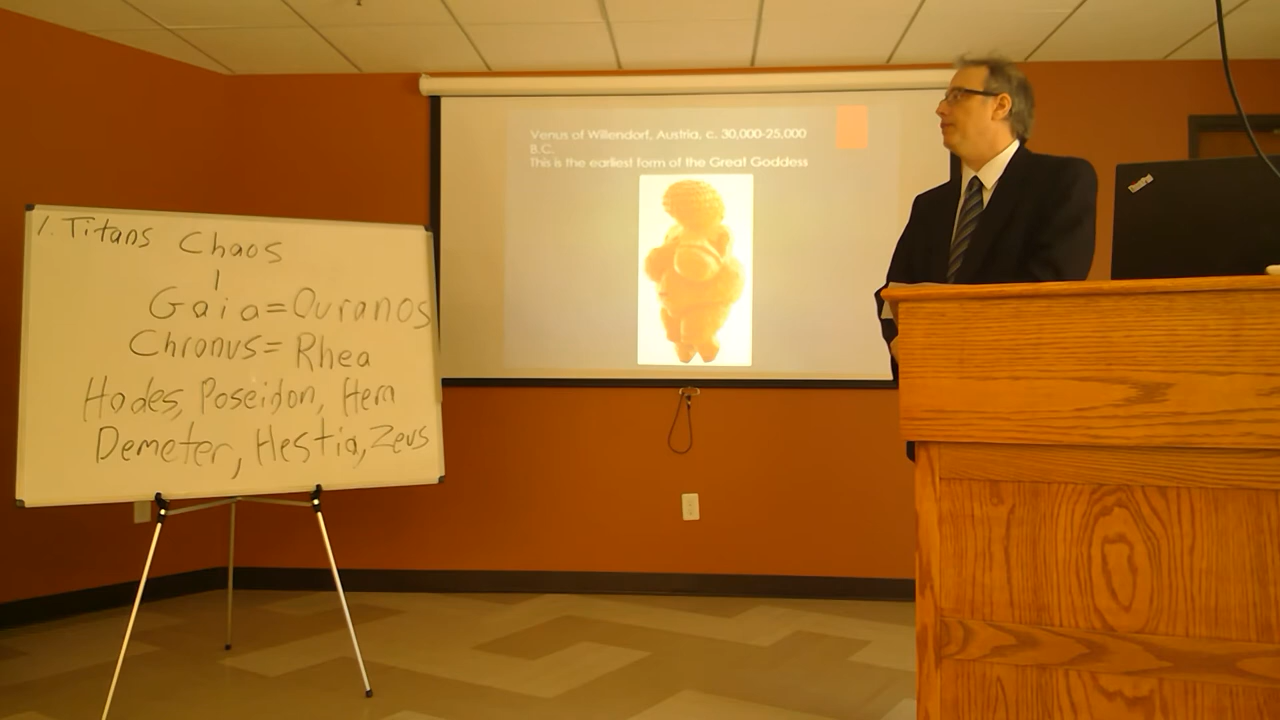 1. Titans Chaos
Gaia = Ouranos
Chronus = Rhea
Hades, Poseidon, Hera
Demeter, Hestia, Zeus
Venus of Willendorf, Austria, c. 30,000-25,000
B.C.
This is the earliest form of the Great Goddess